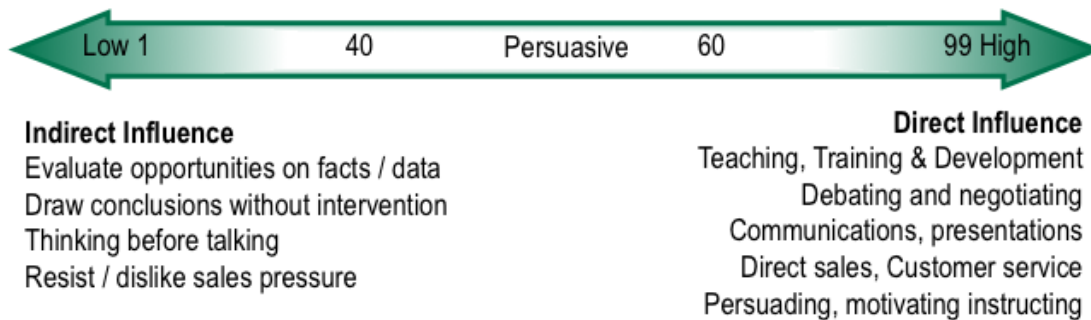 Low 1 40 Persuasive 60 99 High
Indirect Influence
Evaluate opportunities on facts / data
Draw conclusions without intervention
Thinking before talking
Resist / dislike sales pressure
Direct Influence
Teaching, Training & Development
Debating and negotiating
Communications, presentations
Direct sales, Customer service
Persuading, motivating instructing